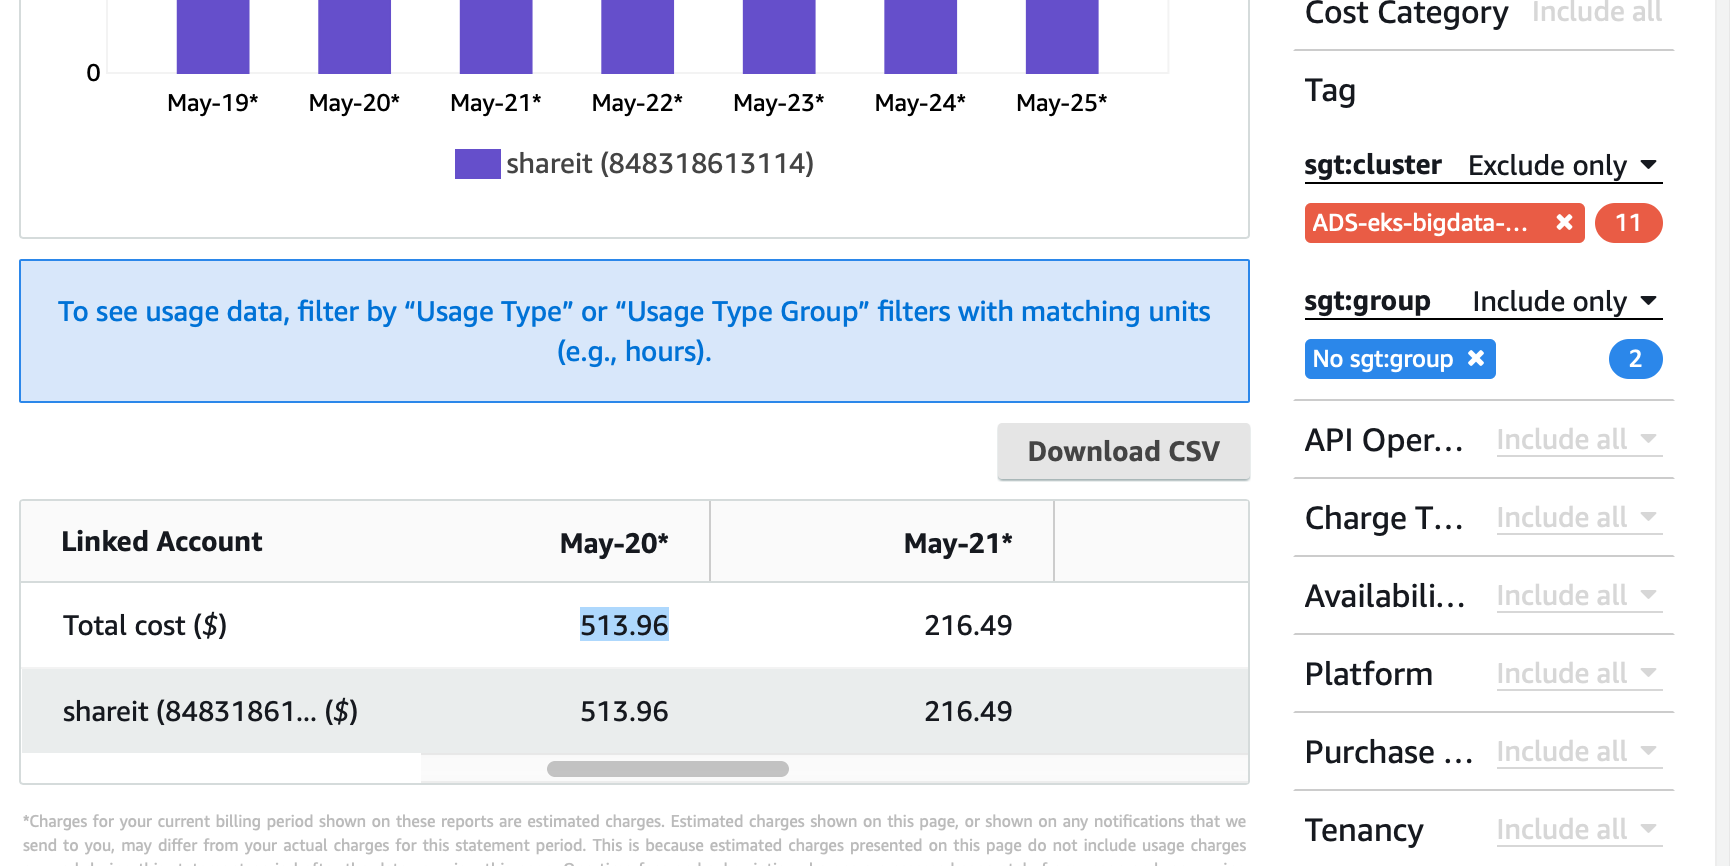 Cost Category Include all
0
May-19* May-20* May-21* May-22* May-23* May-24* May-25*
shareit (848318613114)
To see usage data, filter by “Usage Type” or “Usage Type Group” filters with matching units
(e.g., hours).
Download CSV
Linked Account May-20* May-21*
Total cost ($) 513.96 216.49
shareit (84831861... ($) 513.96 216.49
*Charges for your current billing period shown on these reports are estimated charges. Estimated charges shown on this page, or shown on any notifications that we
send to you, may differ from your actual charges for this statement period. This is because estimated charges presented on this page do not include usage charges
Tag
sgt:cluster Exclude only
ADS-eks-bigdata-... 11
sgt:group Include only
No sgt:group 2
API Oper... Include all
Charge T... Include all
Availabili... Include all
Platform Include all
Purchase ... Include all
Tenancy Include all